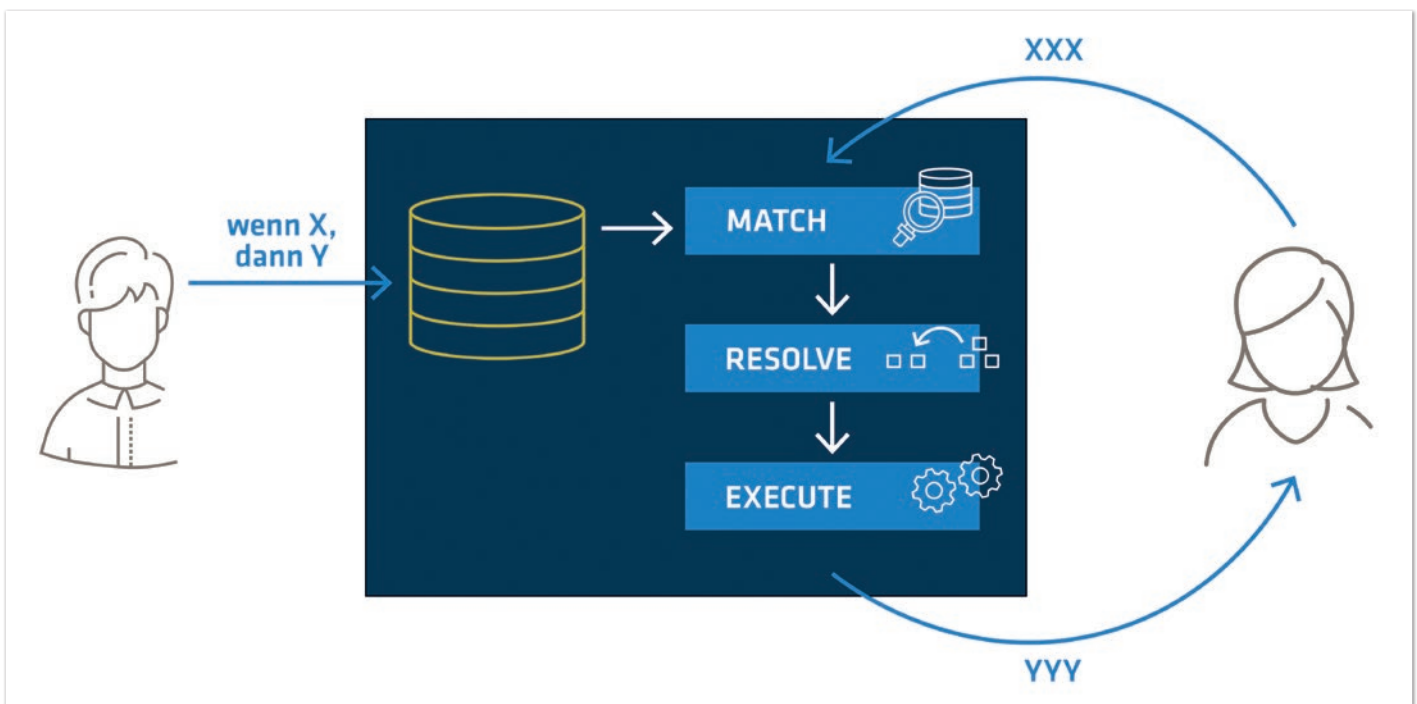 XXX
wenn X,
dann Y
MATCH
RESOLVE
EXECUTE
YYY